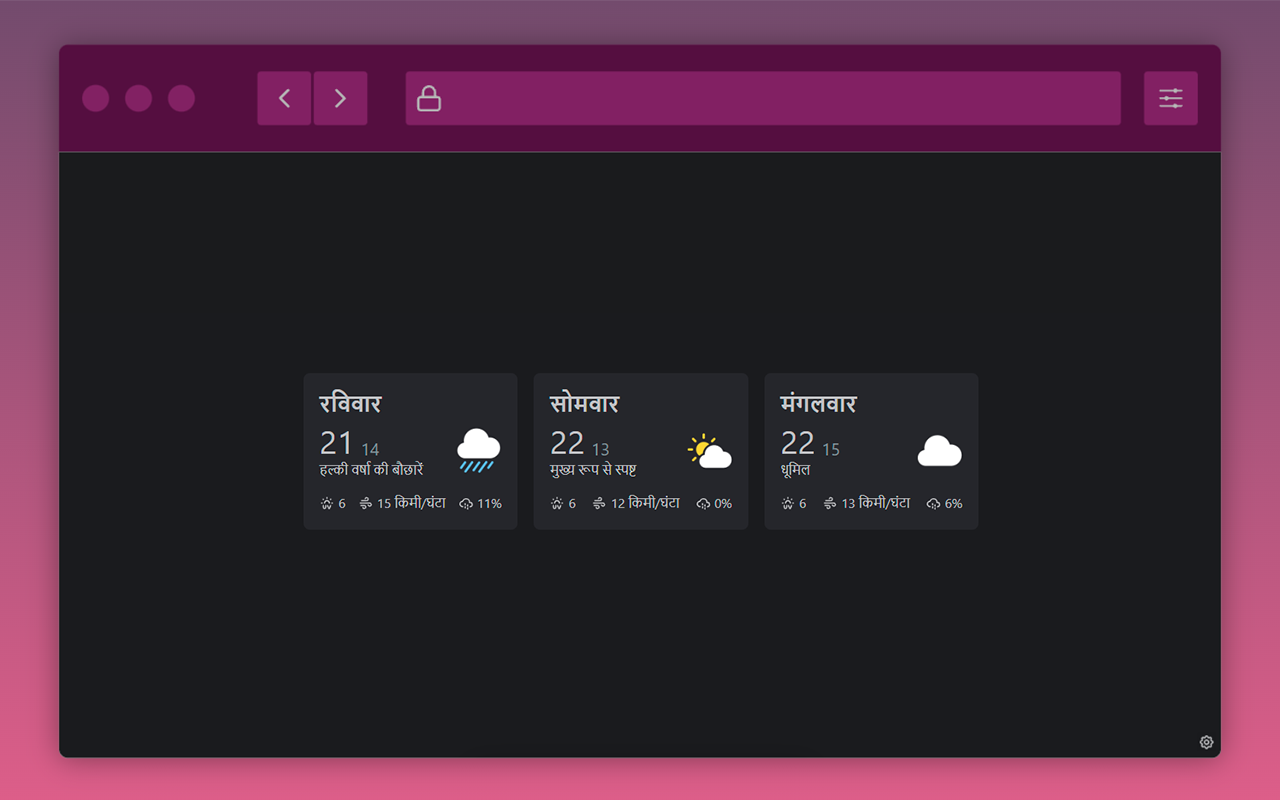 रविवार
21 14
हल्की वर्षा की बौछारें
6 15 किमी/घंटा 11%
सोमवार
22 13
मुख्य रूप से स्पष्ट
6 12 किमी/घंटा 0%
मंगलवार
22 15
धूमिल
6 13 किमी/घंटा 6%